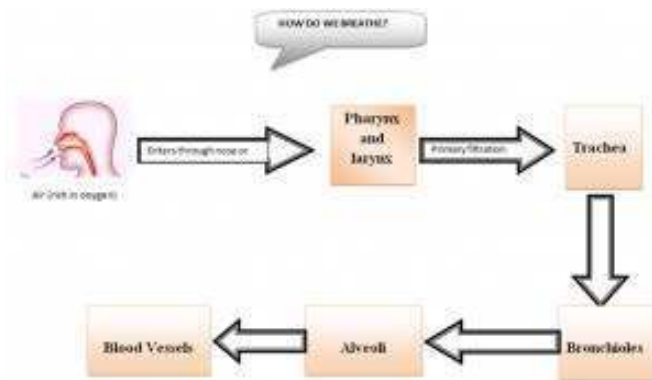 HOW DO WE BREATHE?
Air (rich in oxygen)
Enters through nose or
Pharynx
and
larynx
Primary filtration
Trachea
Bronchioles
Alveoli
Blood Vessels